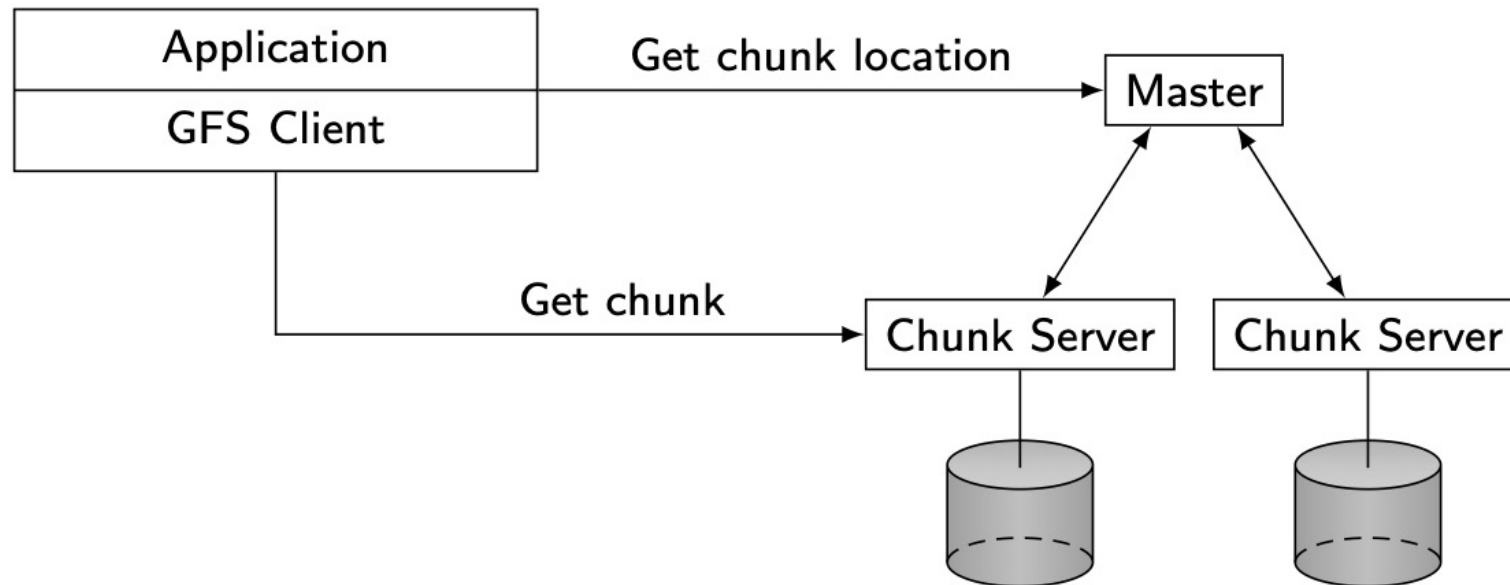 Application
Get chunk location
Master
GFS Client
Get chunk
Chunk Server
Chunk Server